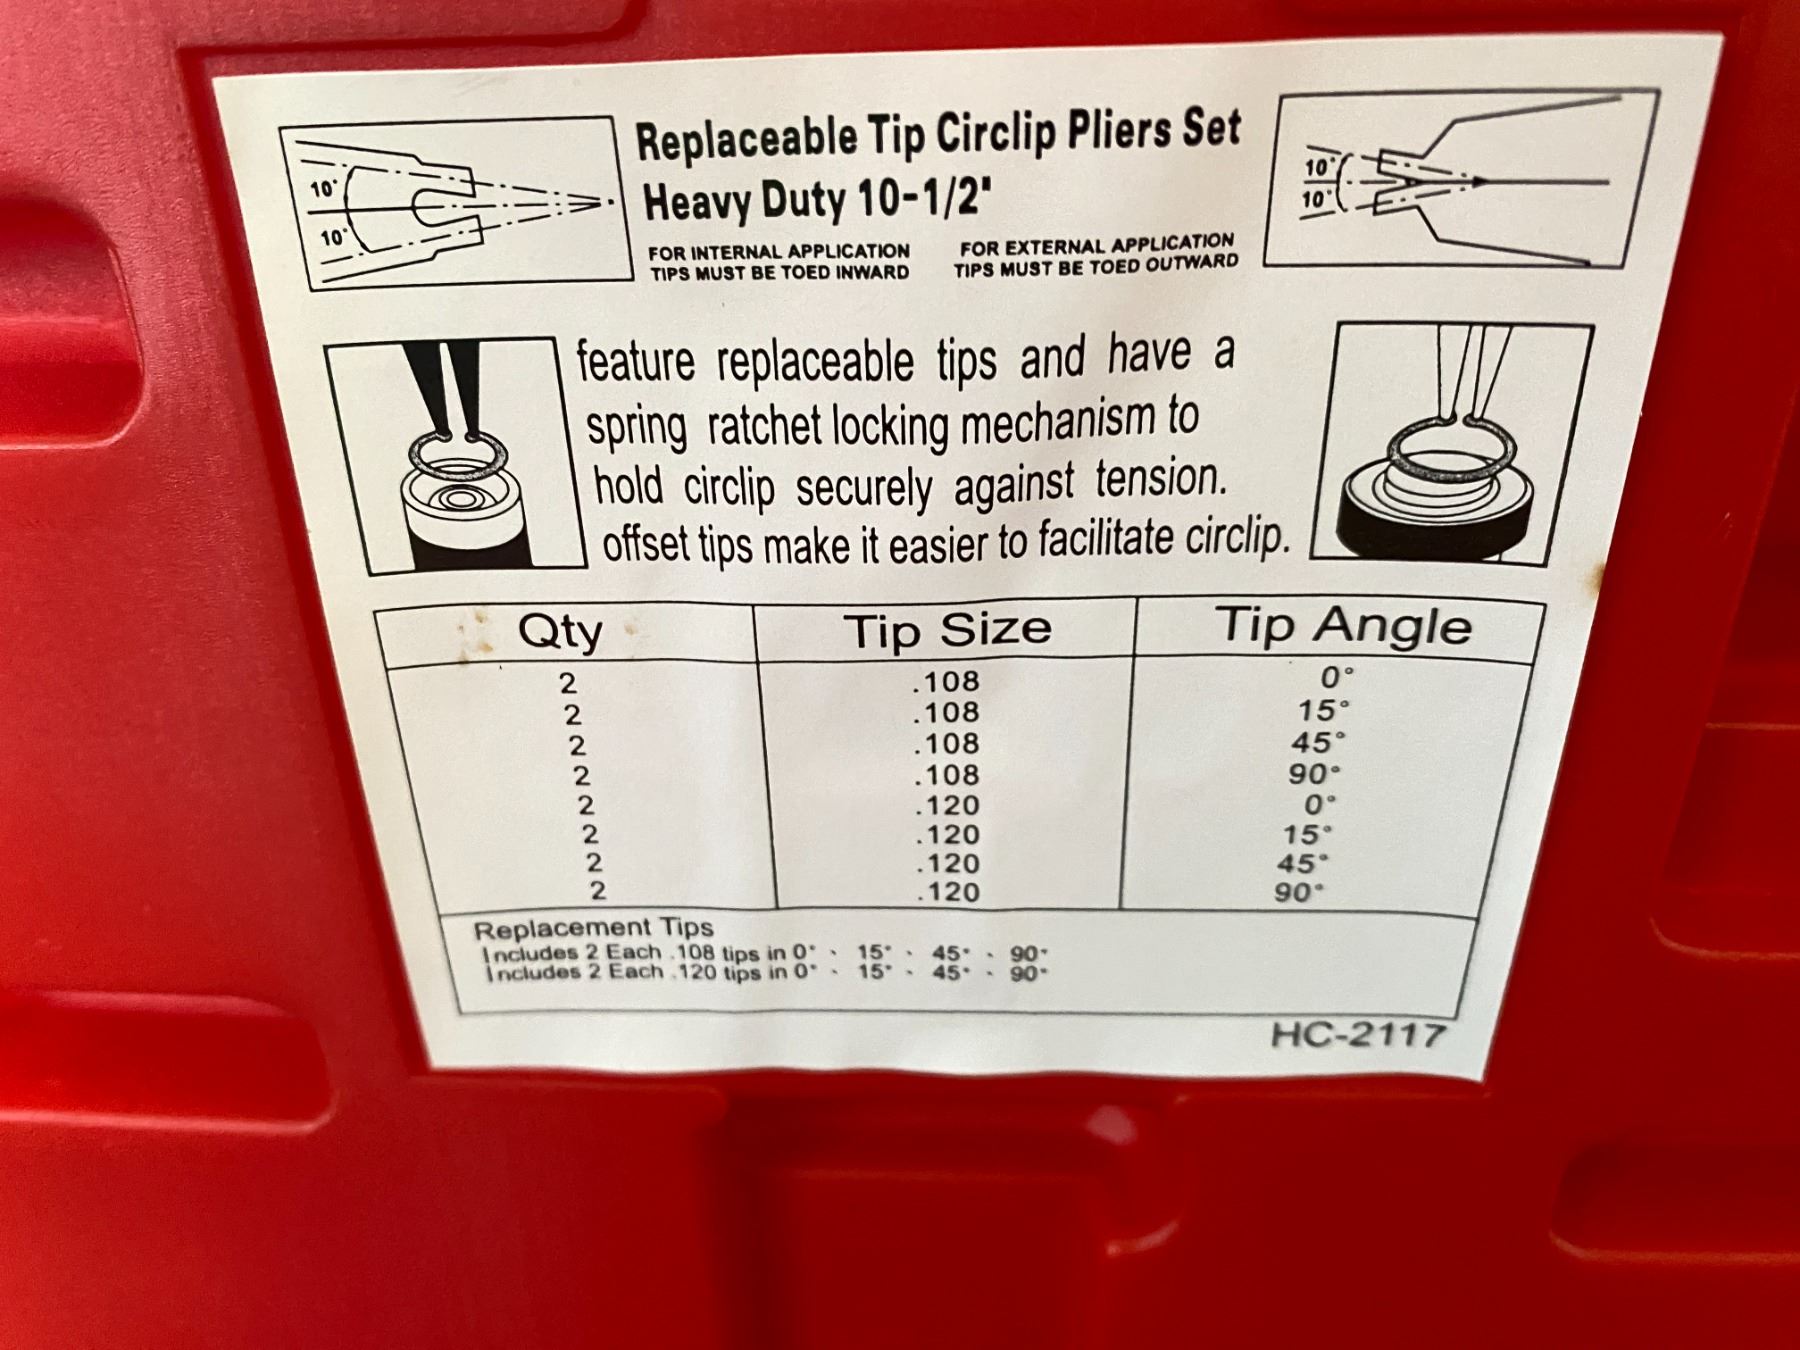 Replaceable Tip Circlip Pliers Set
Heavy Duty 10-1/2"
10°
10°
10°
10°
FOR INTERNAL APPLICATION
TIPS MUST BE TOED INWARD
FOR EXTERNAL APPLICATION
TIPS MUST BE TOED OUTWARD
feature replaceable tips and have a
spring ratchet locking mechanism to
hold circlip securely against tension.
offset tips make it easier to facilitate circlip.
Qty Tip Size Tip Angle
2 .108 0°
2 .108 15°
2 .108 45°
2 .108 90°
2 .120 0°
2 .120 15°
2 .120 45°
2 .120 90°
Replacement Tips
Includes 2 Each .108 tips in 0° 、 15° 、 45° 、 90°
Includes 2 Each .120 tips in 0° 、 15° 、 45° 、 90°
HC-2117